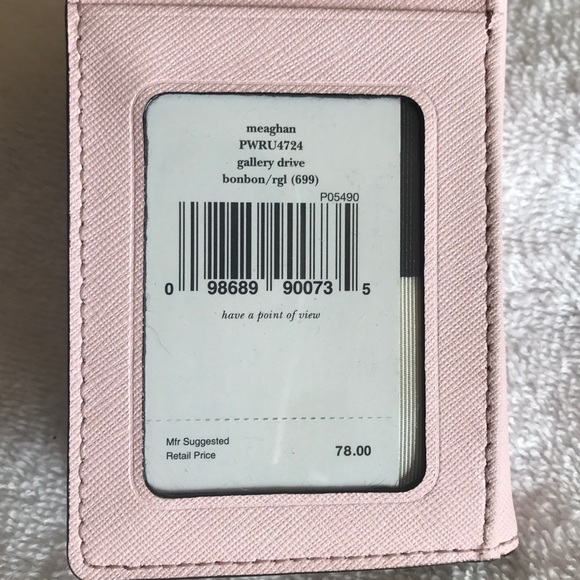 meaghan
PWRU4724
gallery drive
bonbon/rgl (699)
P05490
0 98689 90073 5
have a point of view
Mfr Suggested
Retail Price 78.00